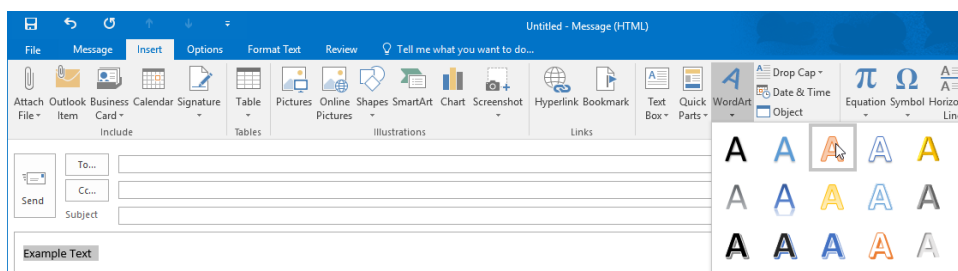 Untitled - Message (HTML)
File Message Insert Options Format Text Review Tell me what you want to do...
Attach File Outlook Item Business Card Calendar Signature Table Pictures Online Pictures Shapes SmartArt Chart Screenshot Hyperlink Bookmark Text Box Quick Parts WordArt Drop Cap Date & Time Object Equation Symbol
π Ω
Include Tables Illustrations Links
A A A A A
To...
Cc...
Send
Subject
A A A A A
Example Text
A A A A A